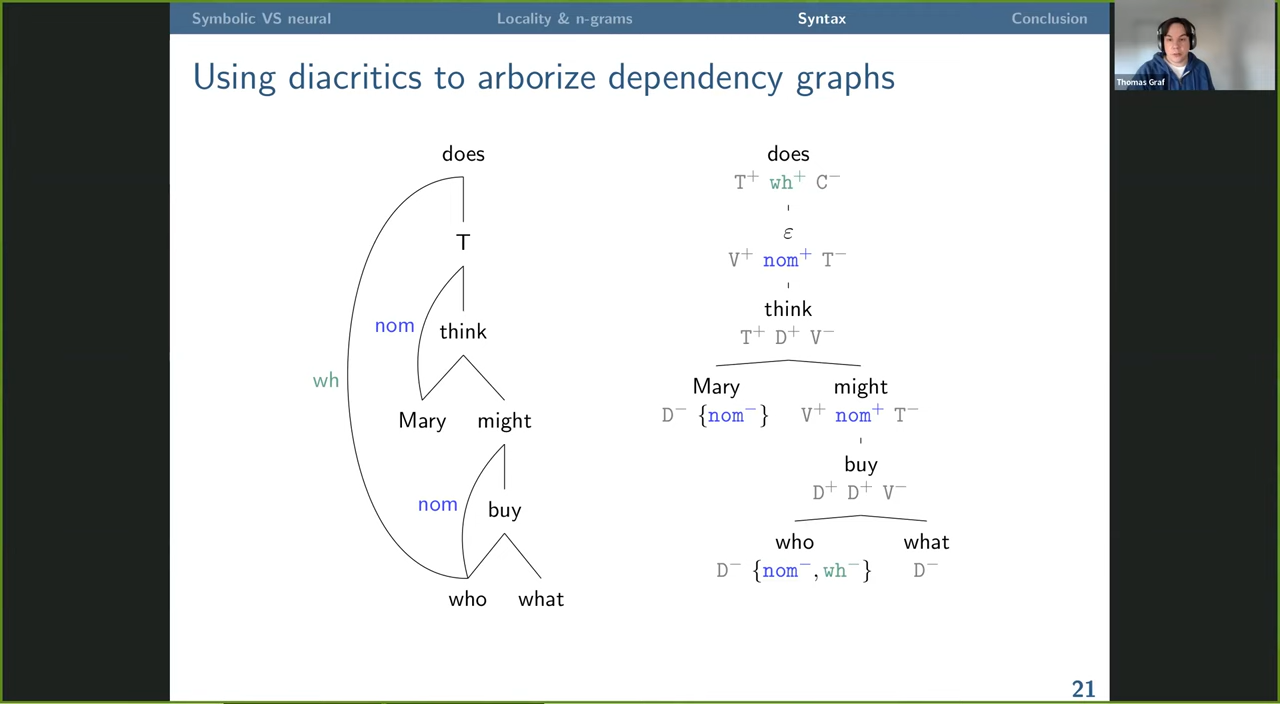 Symbolic VS neural Locality & n-grams Syntax Conclusion
Thomas Graf
Using diacritics to arborize dependency graphs
does
T
nom
think
wh
Mary might
nom
buy
who what
does
T⁺ wh⁺ C⁻
ε
V⁺ nom⁺ T⁻
think
T⁺ D⁺ V⁻
Mary might
D⁻ {nom⁻} V⁺ nom⁺ T⁻
buy
D⁺ D⁺ V⁻
who what
D⁻ {nom⁻, wh⁻} D⁻
21